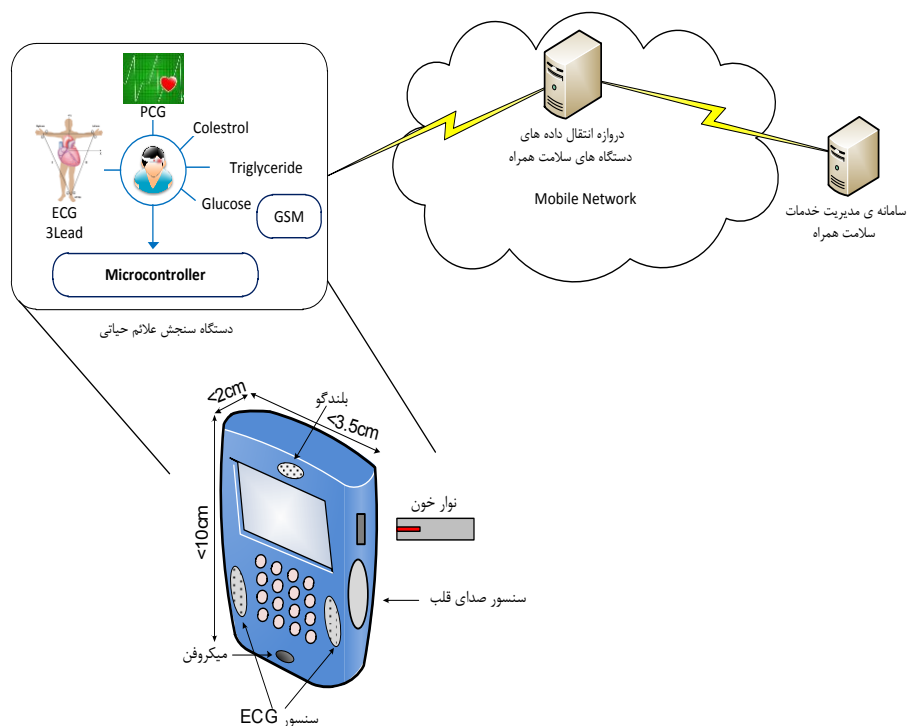 PCG
Colestrol
Triglyceride
Glucose
ECG
3Lead
GSM
Microcontroller
دستگاه سنجش علائم حیاتی
دروازه انتقال داده های
دستگاه های سلامت همراه
Mobile Network
سامانه ی مدیریت خدمات
سلامت همراه
<2cm
<3.5cm
<10cm
بلندگو
نوار خون
سنسور صدای قلب
میکروفن
سنسور ECG